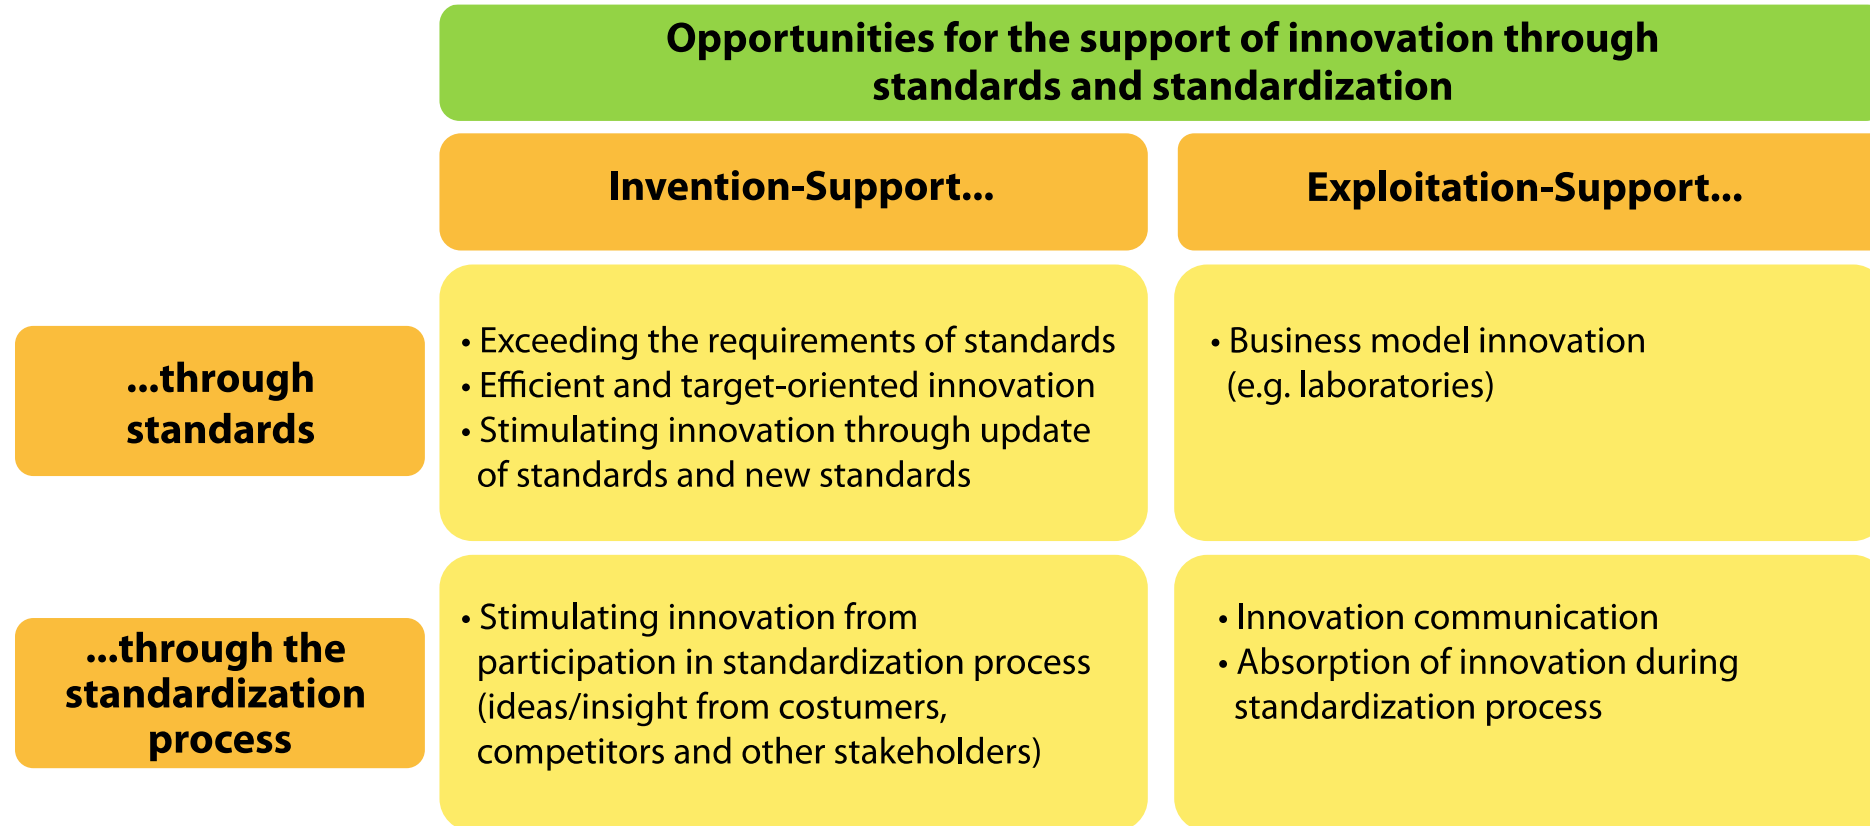 Opportunities for the support of innovation through
standards and standardization
Invention-Support...
Exploitation-Support...
...through
standards
• Exceeding the requirements of standards
• Efficient and target-oriented innovation
• Stimulating innovation through update
of standards and new standards
• Business model innovation
(e.g. laboratories)
...through the
standardization
process
• Stimulating innovation from
participation in standardization process
(ideas/insight from costumers,
competitors and other stakeholders)
• Innovation communication
• Absorption of innovation during
standardization process